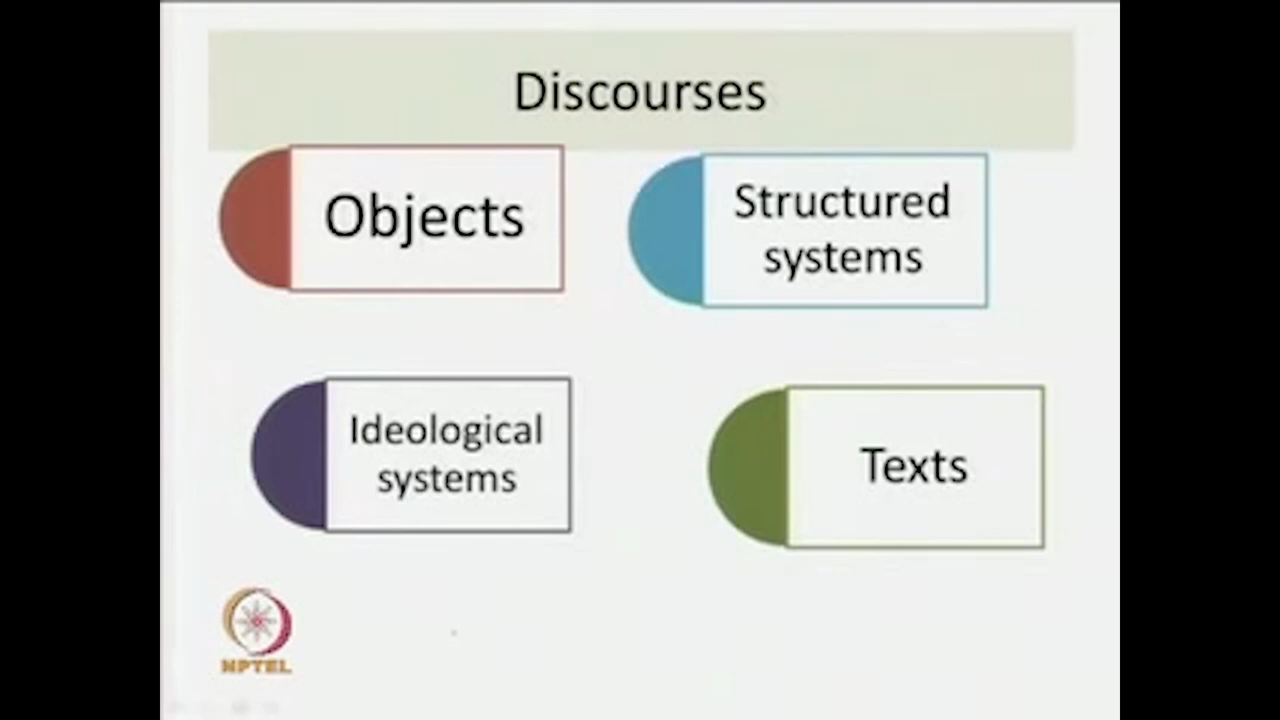 Discourses
Objects
Structured
systems
Ideological
systems
Texts
NPTEL